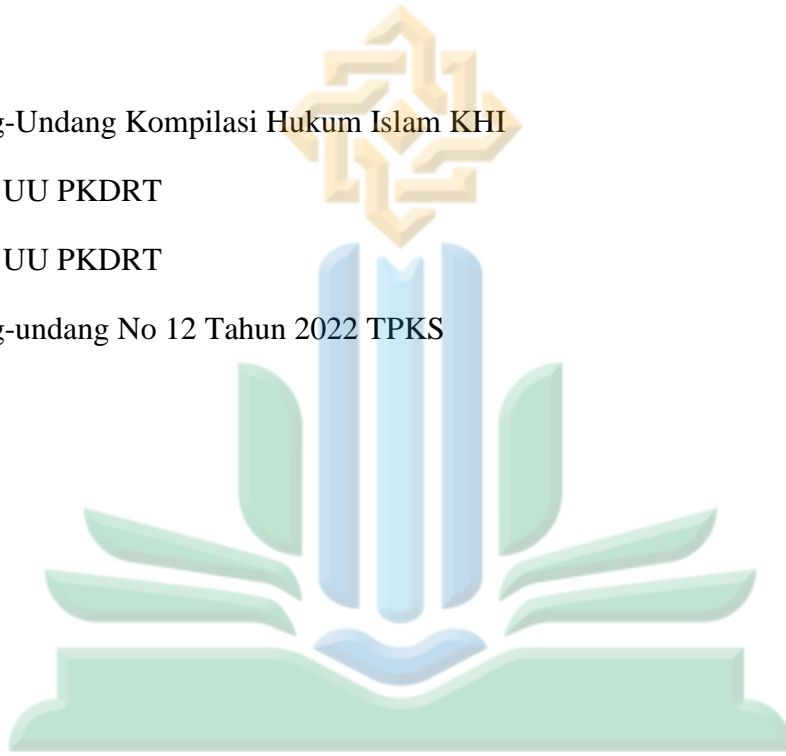 g-Undang Kompilasi Hukum Islam KHI
UU PKDRT
UU PKDRT
g-undang No 12 Tahun 2022 TPKS